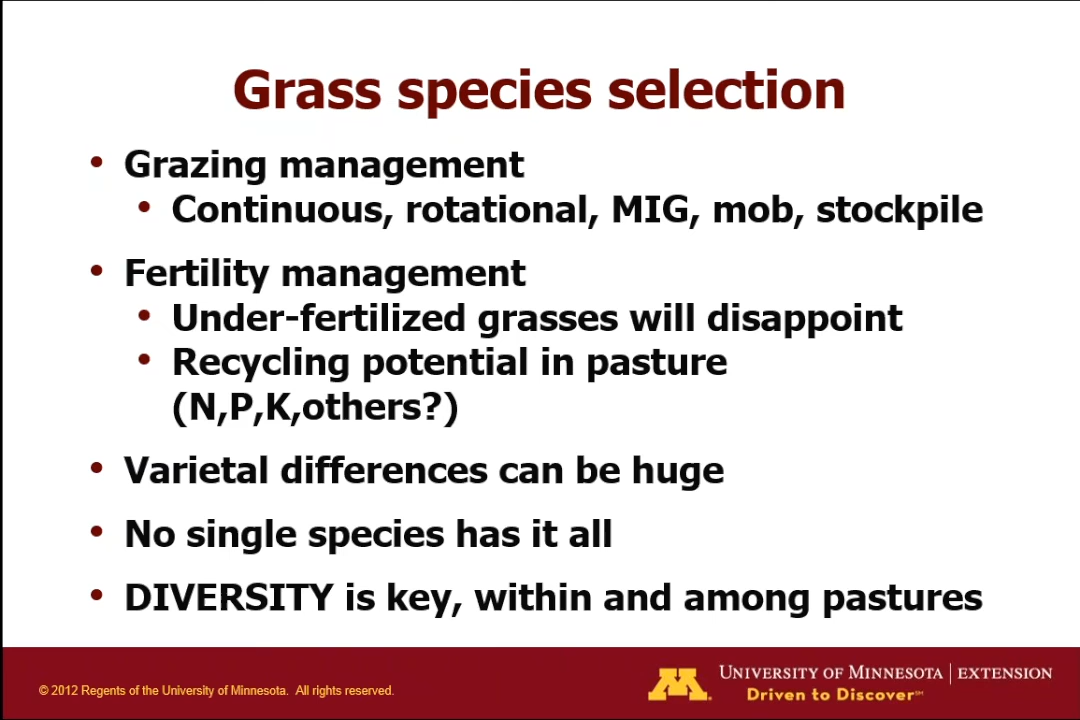 Grass species selection
• Grazing management
• Continuous, rotational, MIG, mob, stockpile
• Fertility management
• Under-fertilized grasses will disappoint
• Recycling potential in pasture
(N,P,K,others?)
• Varietal differences can be huge
• No single species has it all
• DIVERSITY is key, within and among pastures
© 2012 Regents of the University of Minnesota. All rights reserved.
M.
UNIVERSITY OF MINNESOTA | EXTENSION
Driven to Discover℠